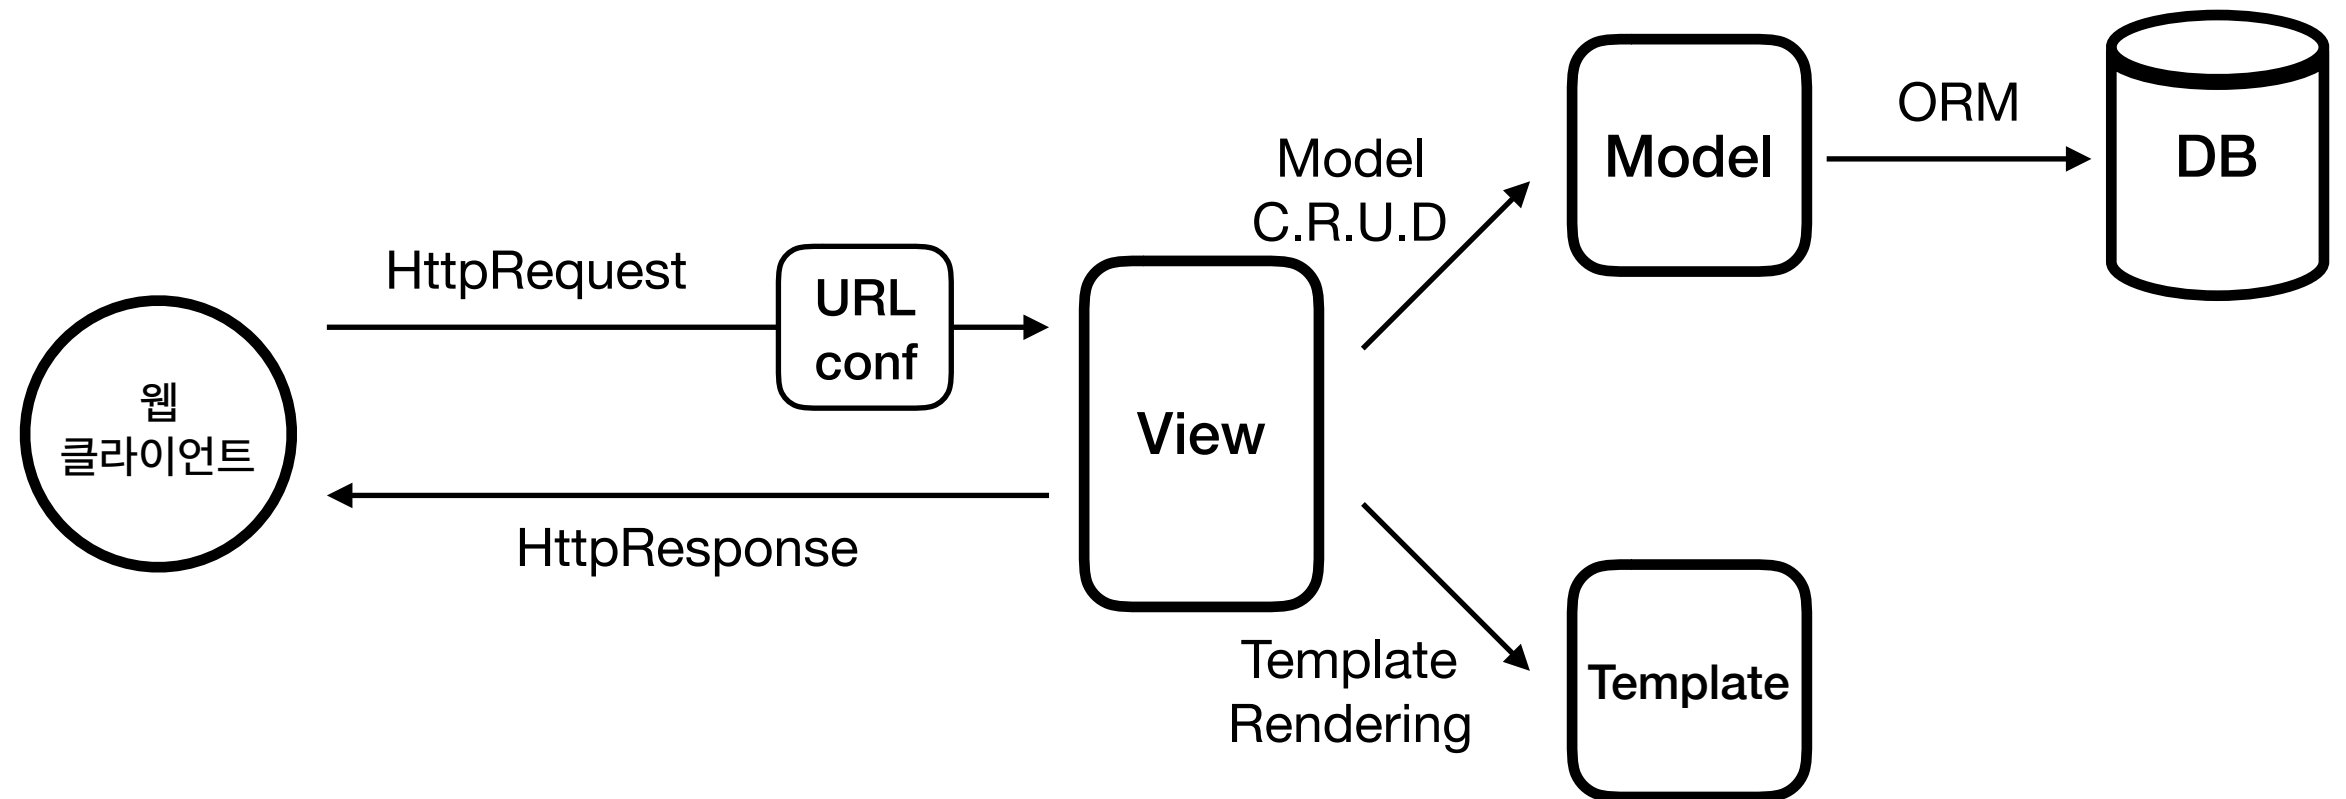 웹
클라이언트
HttpRequest
URL
conf
HttpResponse
View
Model
C.R.U.D
Model
ORM
DB
Template
Rendering
Template